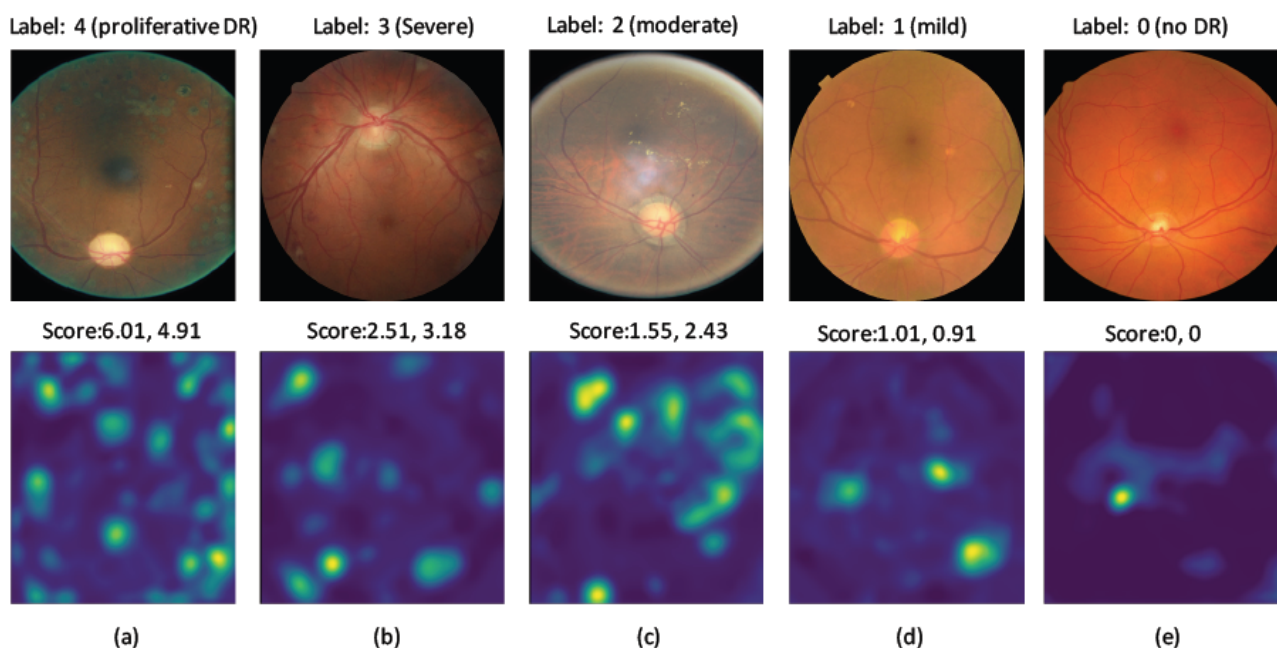 Label: 4 (proliferative DR)
Label: 3 (Severe)
Label: 2 (moderate)
Label: 1 (mild)
Label: 0 (no DR)
Score:6.01, 4.91
Score:2.51, 3.18
Score:1.55, 2.43
Score:1.01, 0.91
Score:0, 0
(a)
(b)
(c)
(d)
(e)